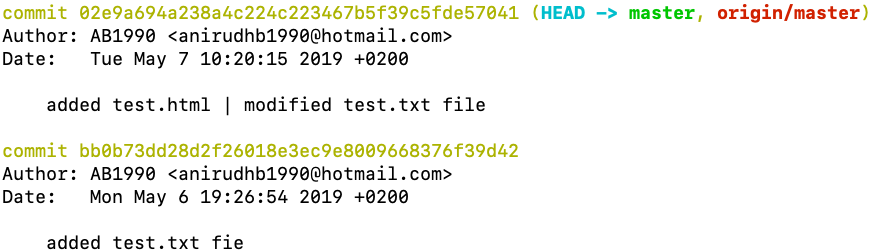 commit 02e9a694a238a4c224c223467b5f39c5fde57041 (HEAD -> master, origin/master)
Author: AB1990 <anirudhb1990@hotmail.com>
Date:   Tue May 7 10:20:15 2019 +0200
    added test.html | modified test.txt file
commit bb0b73dd28d2f26018e3ec9e8009668376f39d42
Author: AB1990 <anirudhb1990@hotmail.com>
Date:   Mon May 6 19:26:54 2019 +0200
    added test.txt fie